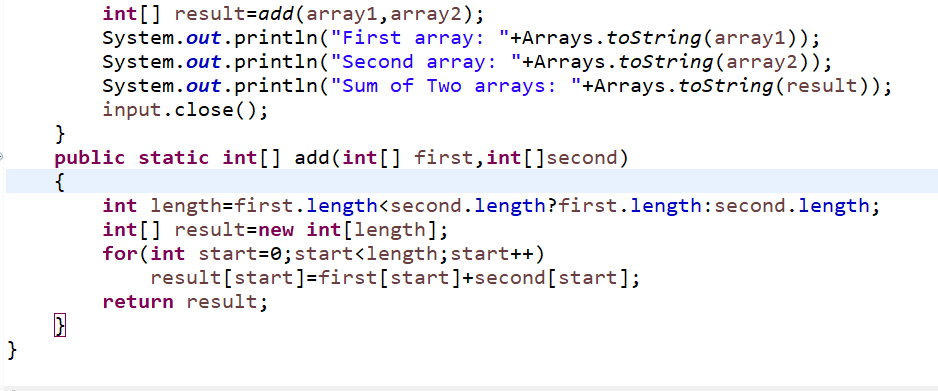 int[] result=add(array1,array2);
System.out.println("First array: "+Arrays.toString(array1));
System.out.println("Second array: "+Arrays.toString(array2));
System.out.println("Sum of Two arrays: "+Arrays.toString(result));
input.close();
}
public static int[] add(int[] first,int[]second)
{
int length=first.length<second.length?first.length:second.length;
int[] result=new int[length];
for(int start=0;start<length;start++)
result[start]=first[start]+second[start];
return result;
}
}